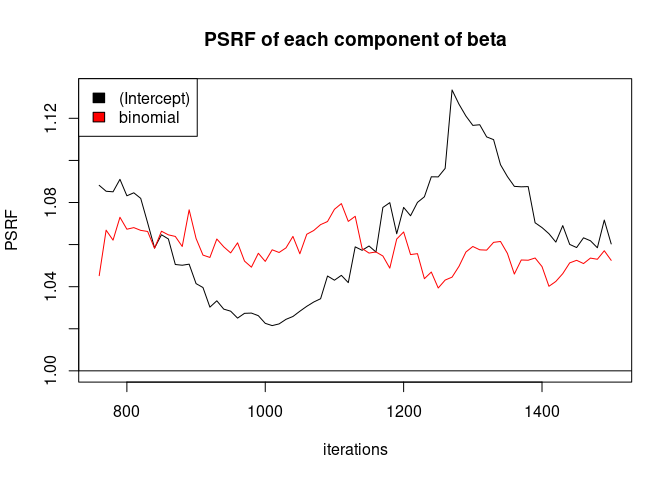 PSRF of each component of beta
(Intercept)
binomial
PSRF
1.12
1.08
1.04
1.00
800 1000 1200 1400
iterations